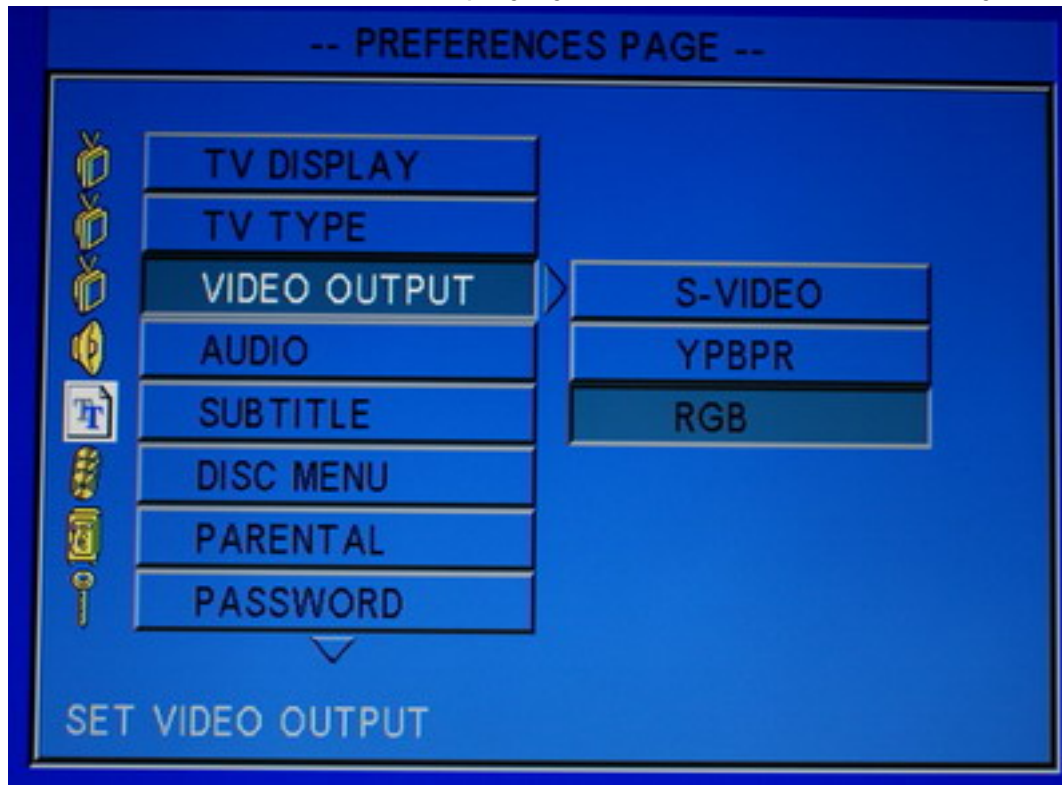 -- PREFERENCES PAGE --
TV DISPLAY
TV TYPE
VIDEO OUTPUT
S-VIDEO
AUDIO
YPBPR
SUBTITLE
RGB
DISC MENU
PARENTAL
PASSWORD
SET VIDEO OUTPUT